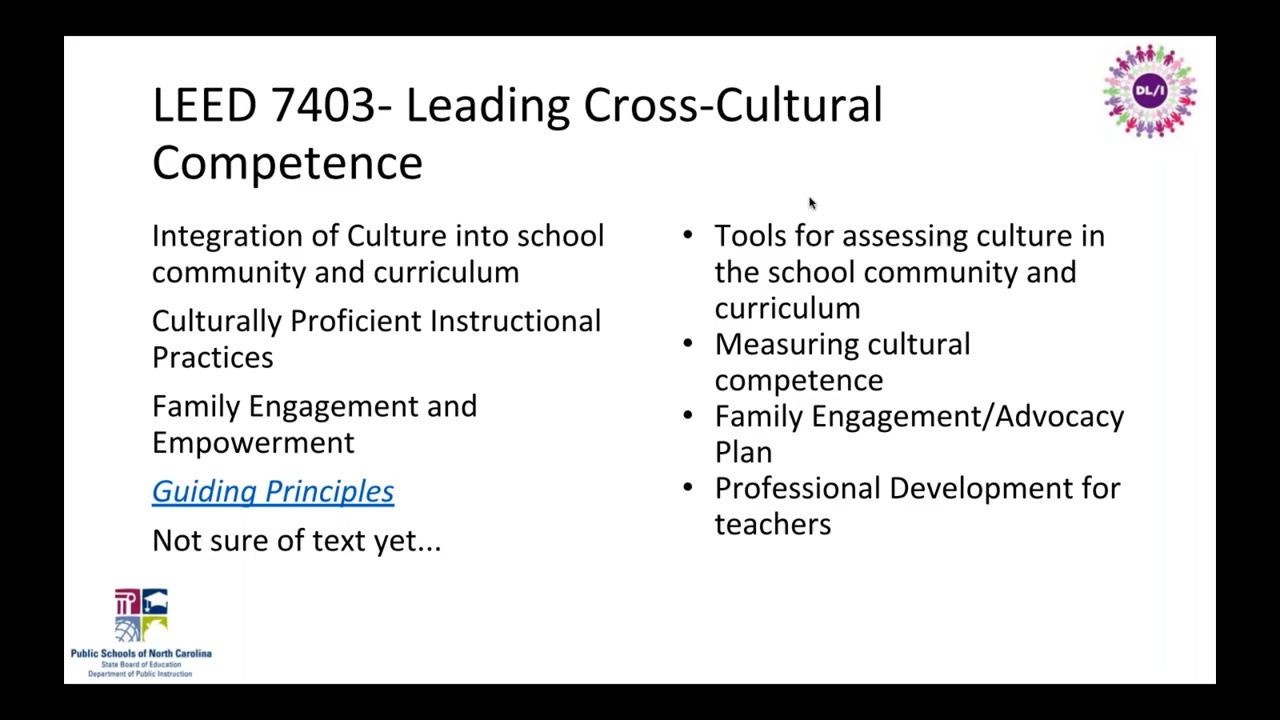 LEED 7403- Leading Cross-Cultural
Competence
DL/I
Integration of Culture into school
community and curriculum
Culturally Proficient Instructional
Practices
Family Engagement and
Empowerment
Guiding Principles
Not sure of text yet...
• Tools for assessing culture in
the school community and
curriculum
• Measuring cultural
competence
• Family Engagement/Advocacy
Plan
• Professional Development for
teachers
Public Schools of North Carolina
State Board of Education
Department of Public Instruction